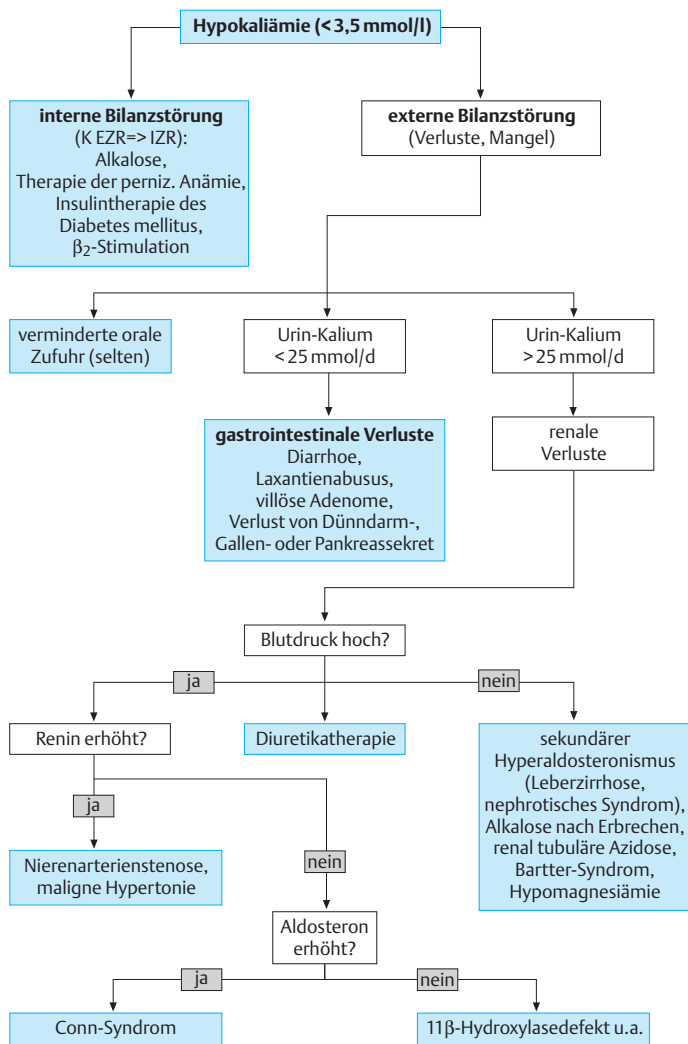 Hypokaliämie (< 3,5 mmol/l)
interne Bilanzstörung
(K EZR=> IZR):
Alkalose,
Therapie der perniz. Anämie,
Insulintherapie des
Diabetes mellitus,
β2-Stimulation
externe Bilanzstörung
(Verluste, Mangel)
verminderte orale
Zufuhr (selten)
Urin-Kalium
< 25 mmol/d
Urin-Kalium
> 25 mmol/d
gastrointestinale Verluste
Diarrhoe,
Laxantienabusus,
villöse Adenome,
Verlust von Dünndarm-,
Gallen- oder Pankreassekret
renale
Verluste
Blutdruck hoch?
ja
nein
Renin erhöht?
Diuretikatherapie
sekundärer
Hyperaldosteronismus
(Leberzirrhose,
nephrotisches Syndrom),
Alkalose nach Erbrechen,
renal tubuläre Azidose,
Bartter-Syndrom,
Hypomagnesiämie
ja
nein
Nierenarterienstenose,
maligne Hypertonie
Aldosteron
erhöht?
ja
nein
Conn-Syndrom
11β-Hydroxylasedefekt u.a.